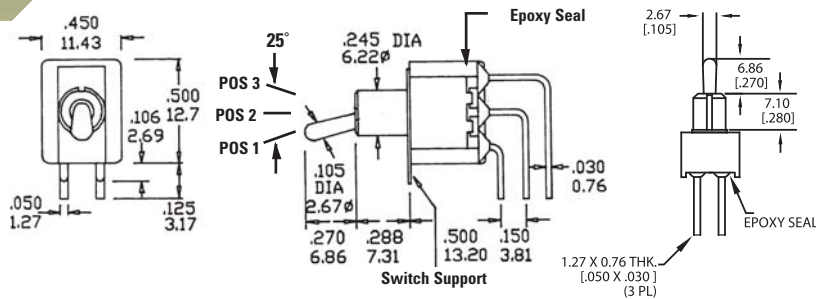 .450
11.43
.106
2.69
.500
12.7
.050
1.27
.125
3.17
25°
POS 3
POS 2
POS 1
.245 DIA
6.22ø
Epoxy Seal
.105
DIA
2.67ø
.030
0.76
.270
6.86
.288
7.31
.500
13.20
.150
3.81
Switch Support
2.67
[.105]
6.86
[.270]
7.10
[.280]
EPOXY SEAL
1.27 X 0.76 THK.
[.050 X .030 ]
(3 PL)